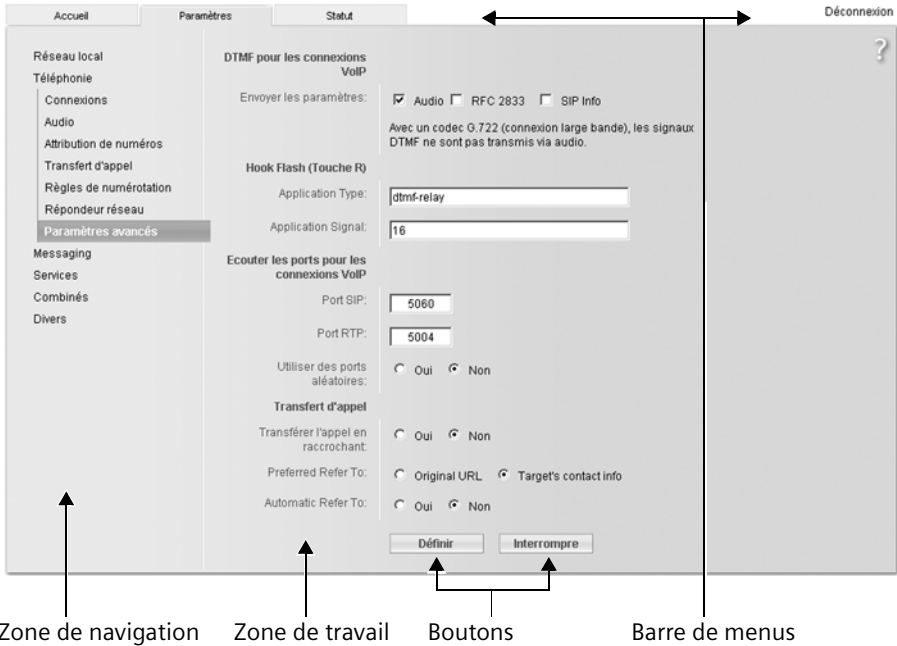 Accueil Paramètres Statut Déconnexion
?
Réseau local
Téléphonie
Connexions
Audio
Attribution de numéros
Transfert d'appel
Règles de numérotation
Répondeur réseau
Paramètres avancés
Messaging
Services
Combinés
Divers
DTMF pour les connexions
VoIP
Envoyer les paramètres: Audio RFC 2833 SIP Info
Avec un codec G.722 (connexion large bande), les signaux
DTMF ne sont pas transmis via audio.
Hook Flash (Touche R)
Application Type: dtmf-relay
Application Signal: 16
Ecouter les ports pour les
connexions VoIP
Port SIP: 5060
Port RTP: 5004
Utiliser des ports
aléatoires: Oui Non
Transfert d'appel
Transférer l'appel en
raccrochant: Oui Non
Preferred Refer To: Original URL Target's contact info
Automatic Refer To: Oui Non
Définir Interrompre
Zone de navigation Zone de travail Boutons Barre de menus